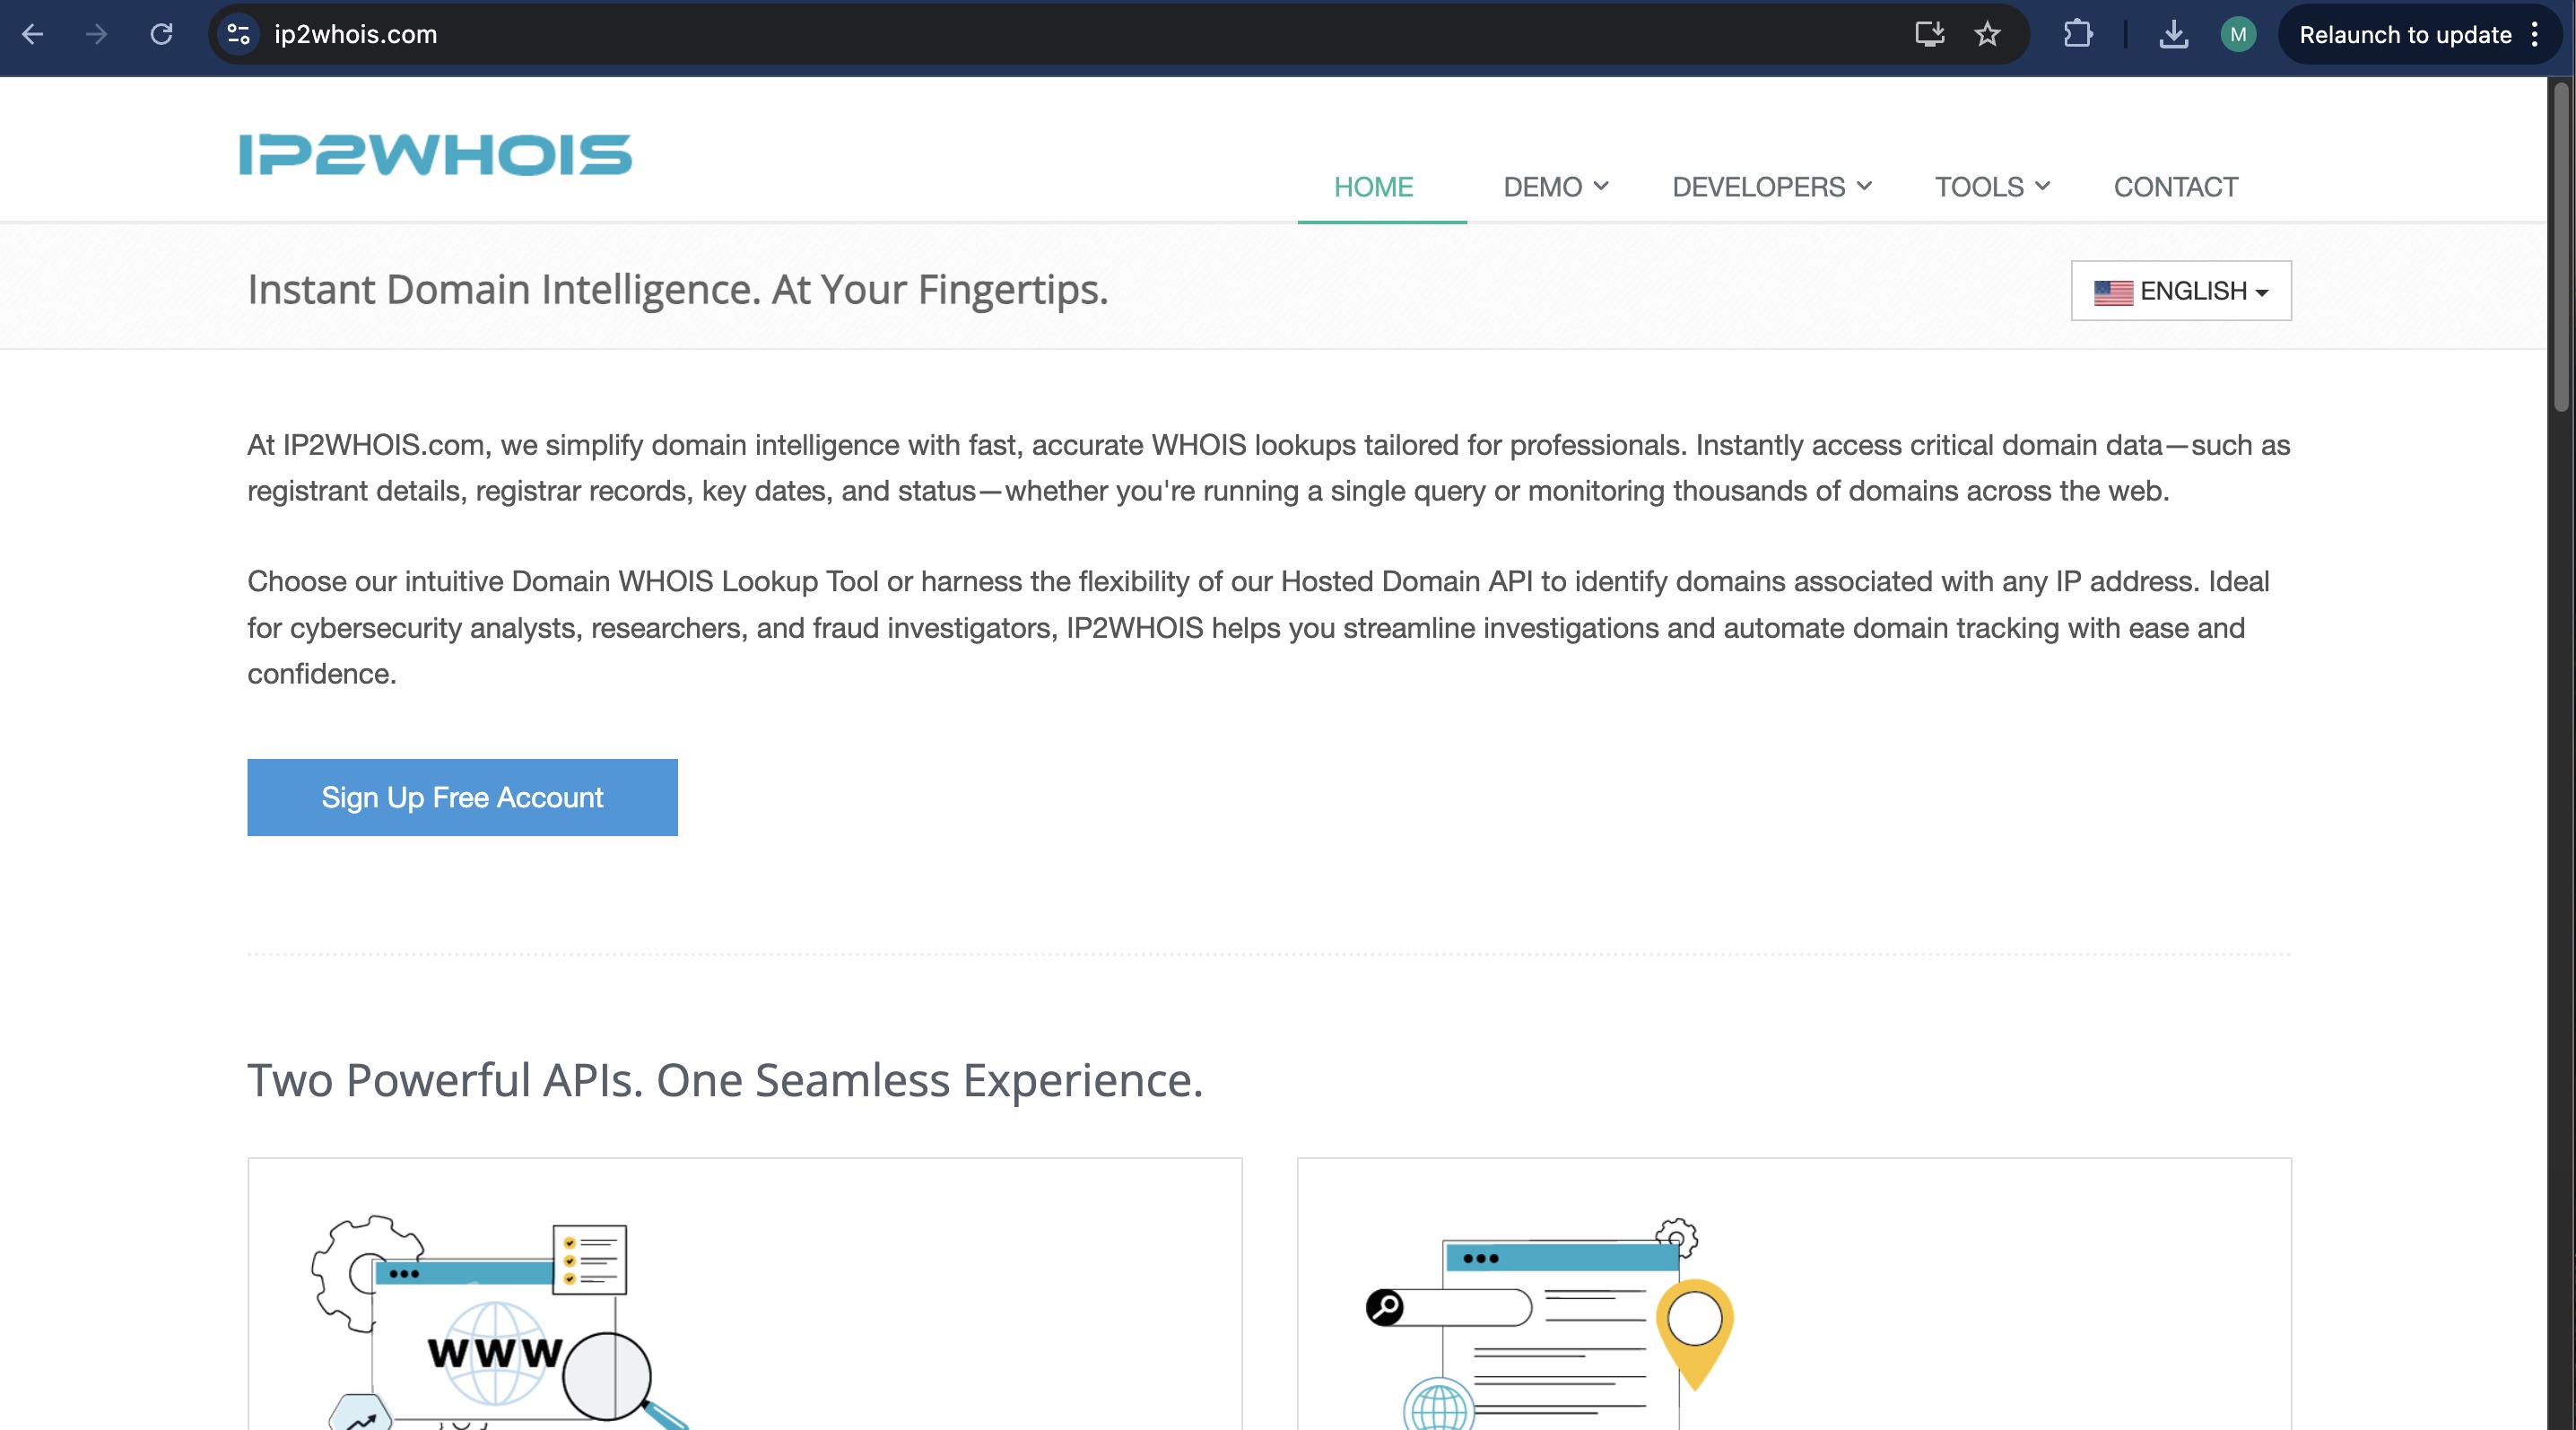 ip2whois.com
M
Relaunch to update
IP2WHOIS
HOME
DEMO
DEVELOPERS
TOOLS
CONTACT
Instant Domain Intelligence. At Your Fingertips.
ENGLISH
At IP2WHOIS.com, we simplify domain intelligence with fast, accurate WHOIS lookups tailored for professionals. Instantly access critical domain data—such as
registrant details, registrar records, key dates, and status—whether you're running a single query or monitoring thousands of domains across the web.
Choose our intuitive Domain WHOIS Lookup Tool or harness the flexibility of our Hosted Domain API to identify domains associated with any IP address. Ideal
for cybersecurity analysts, researchers, and fraud investigators, IP2WHOIS helps you streamline investigations and automate domain tracking with ease and
confidence.
Sign Up Free Account
Two Powerful APIs. One Seamless Experience.
WWW